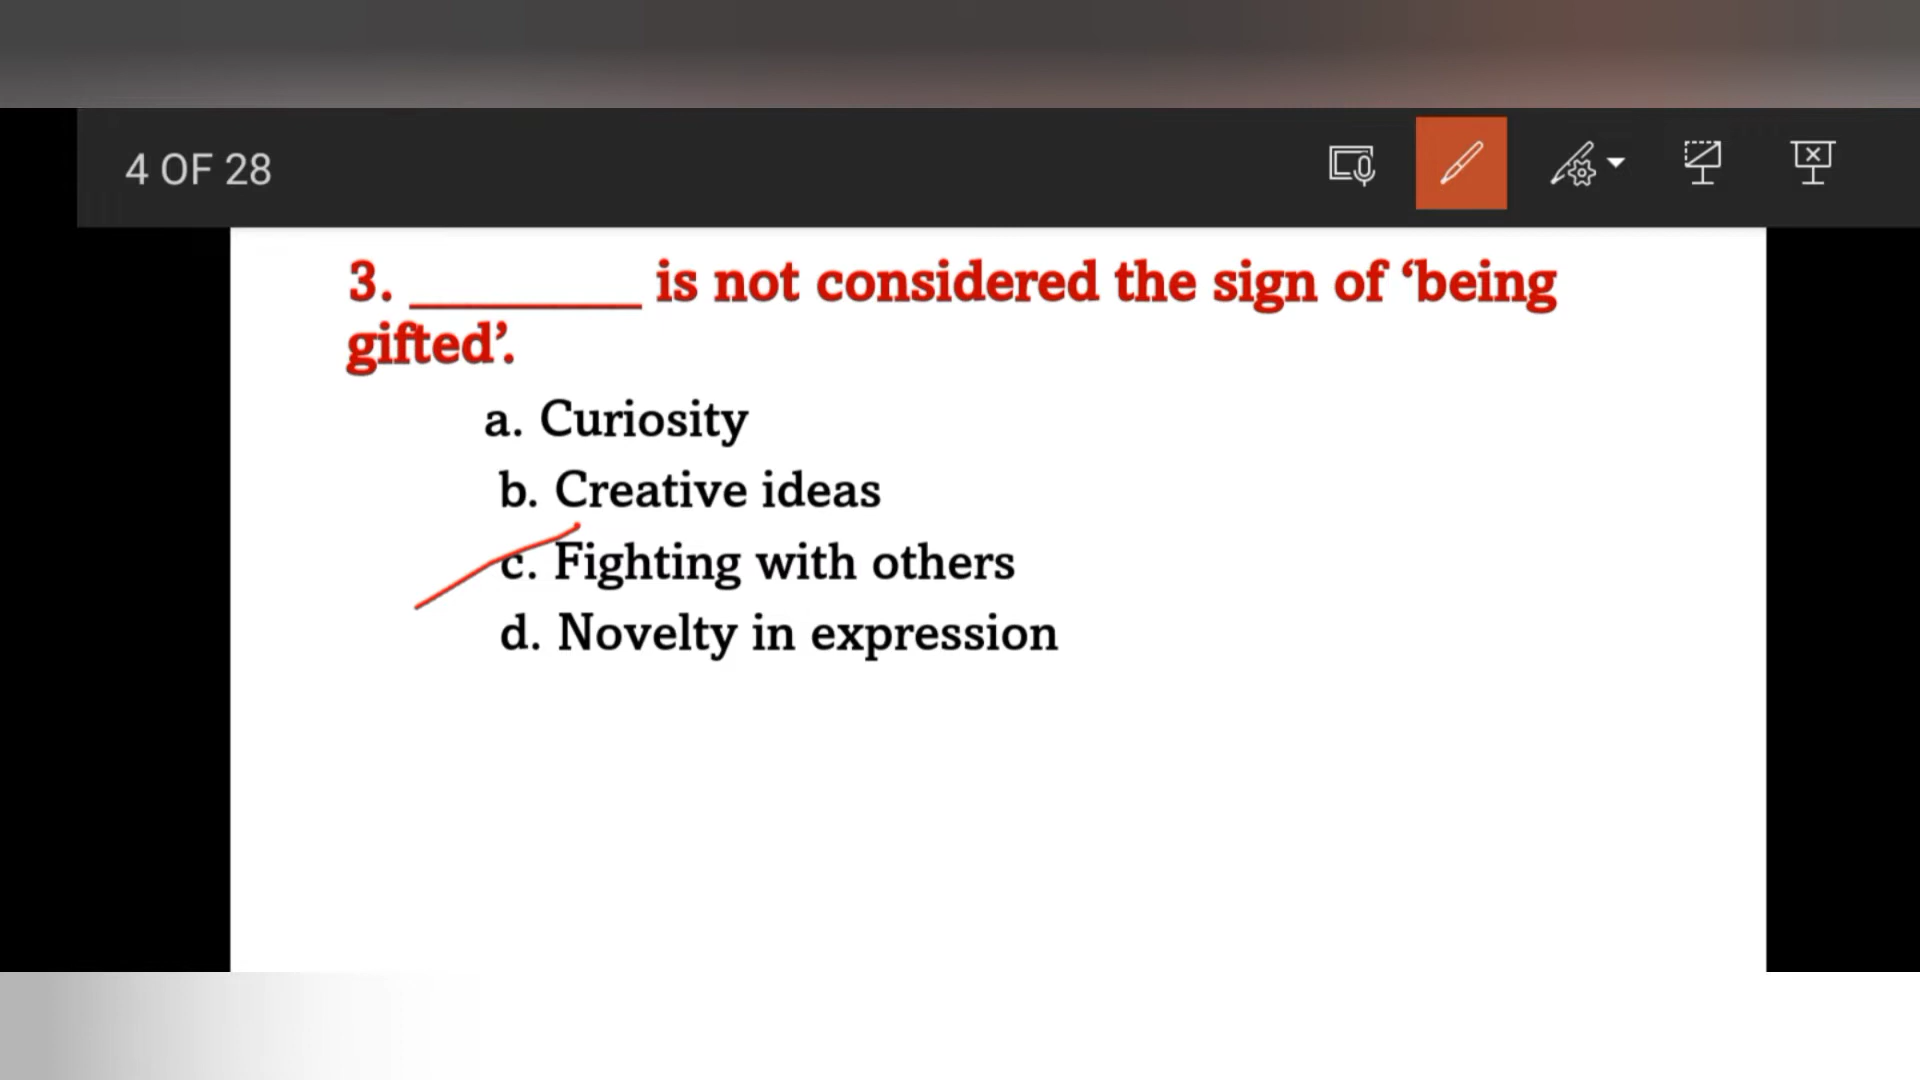 4 OF 28
3. _________ is not considered the sign of ‘being
gifted’.
a. Curiosity
b. Creative ideas
c. Fighting with others
d. Novelty in expression